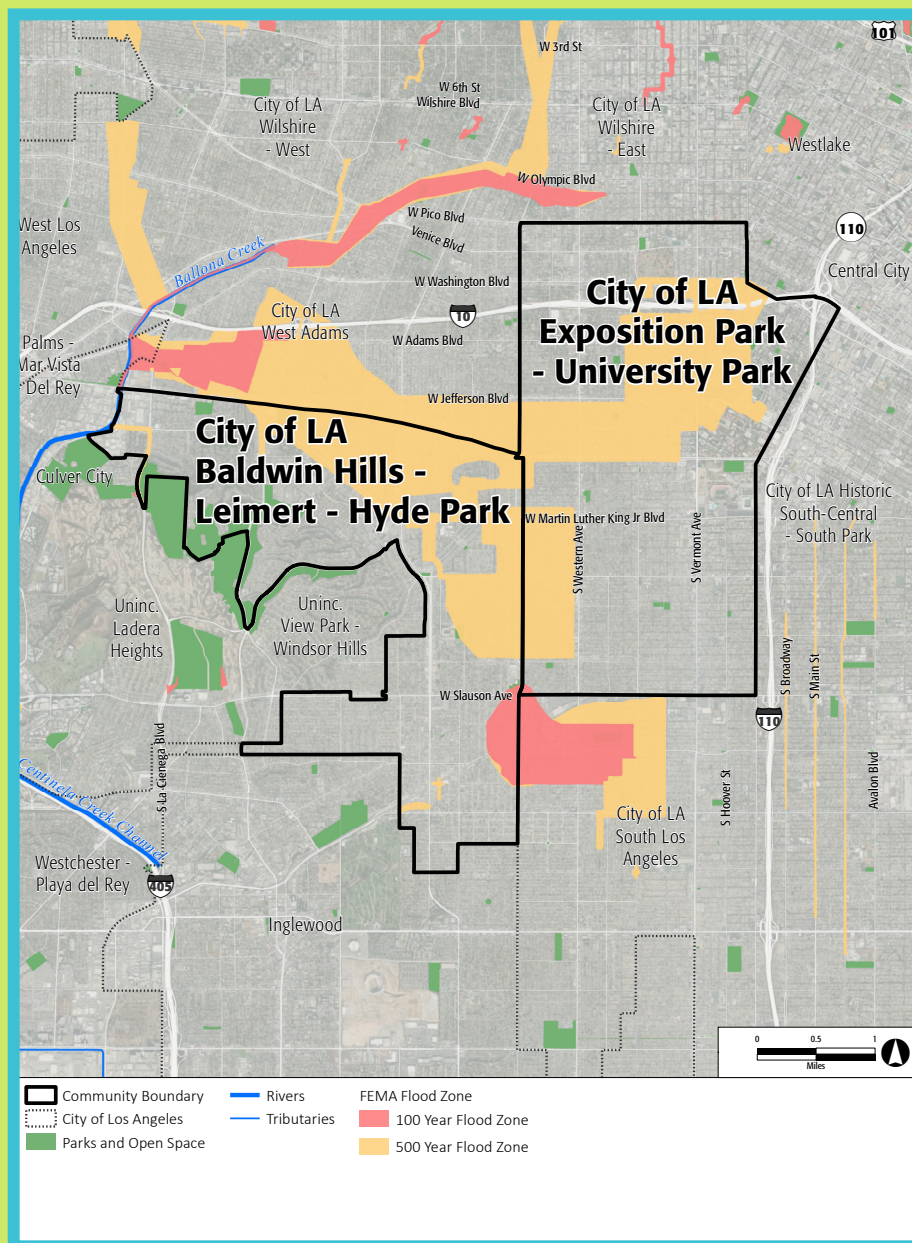 101
W 3rd St
W 6th St
Wilshire Blvd
City of LA
Wilshire
- West
City of LA
Wilshire
- East
Westlake
W Olympic Blvd
West Los
Angeles
W Pico Blvd
Venice Blvd
110
Ballona Creek
Central City
W Washington Blvd
City of LA
Exposition Park
- University Park
City of LA
West Adams
10
W Adams Blvd
Palms -
Mar Vista
Del Rey
W Jefferson Blvd
City of LA
Baldwin Hills -
Leimert - Hyde Park
Culver City
City of LA Historic
South-Central
- South Park
W Martin Luther King Jr Blvd
S Western Ave
S Vermont Ave
Uninc.
Ladera
Heights
Uninc.
View Park -
Windsor Hills
S Broadway
S Main St
W Slauson Ave
110
S La Cienega Blvd
Avalon Blvd
S Hoover St
Centinela Creek Channel
City of LA
South Los
Angeles
Westchester -
Playa del Rey
405
Inglewood
0 0.5 1
Miles
Community Boundary
City of Los Angeles
Parks and Open Space
Rivers
Tributaries
FEMA Flood Zone
100 Year Flood Zone
500 Year Flood Zone